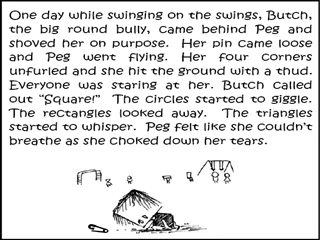 One day while swinging on the swings, Butch,
the big round bully, came behind Peg and
shoved her on purpose. Her pin came loose
and Peg went flying. Her four corners
unfurled and she hit the ground with a thud.
Everyone was staring at her. Butch called
out "Square!" The circles started to giggle.
The rectangles looked away. The triangles
started to whisper. Peg felt like she couldn't
breathe as she choked down her tears.